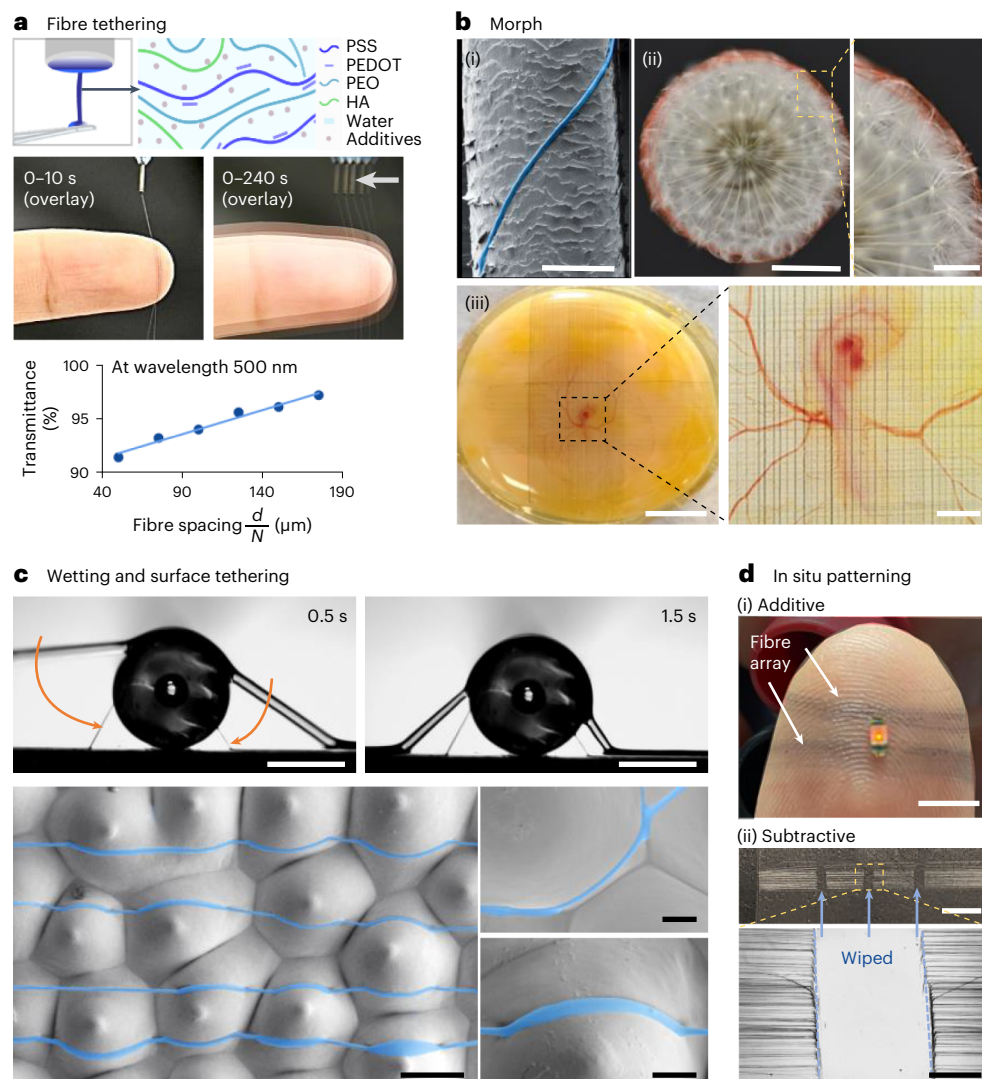 a Fibre tethering
PSS
PEDOT
PEO
HA
Water
Additives
0–10 s
(overlay)
0–240 s
(overlay)
At wavelength 500 nm
Transmittance
(%)
100
95
90
40 90 140 190
Fibre spacing d/N (µm)
b Morph
(i)
(ii)
(iii)
c Wetting and surface tethering
0.5 s
1.5 s
d In situ patterning
(i) Additive
Fibre
array
(ii) Subtractive
Wiped